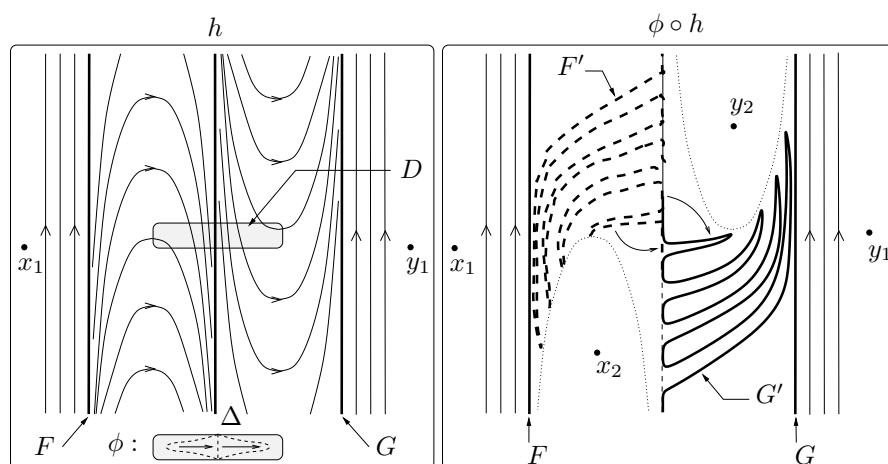 h
D
x₁
y₁
F
Δ
G
ϕ :
ϕ ∘ h
F′
y₂
x₁
y₁
x₂
G′
F
G